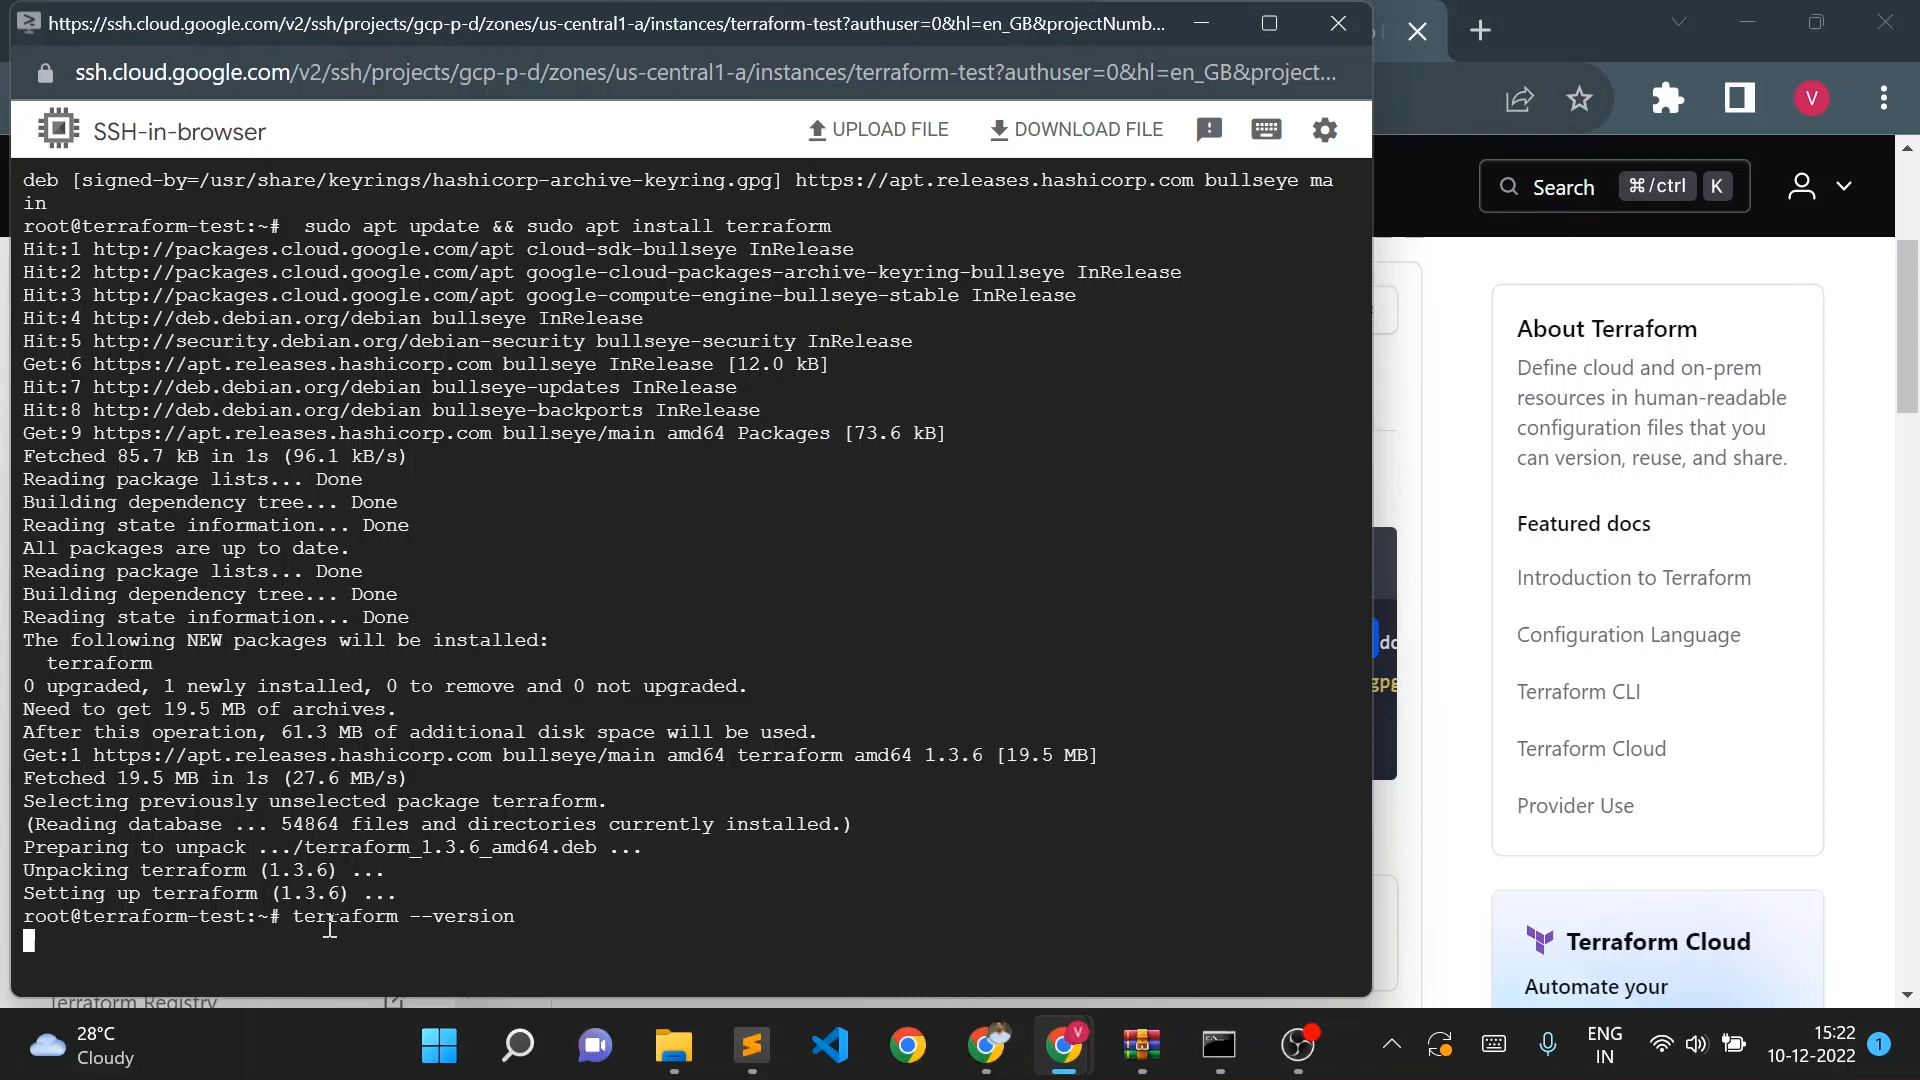 https://ssh.cloud.google.com/v2/ssh/projects/gcp-p-d/zones/us-central1-a/instances/terraform-test?authuser=0&hl=en_GB&projectNumb...
ssh.cloud.google.com/v2/ssh/projects/gcp-p-d/zones/us-central1-a/instances/terraform-test?authuser=0&hl=en_GB&project...
V
SSH-in-browser
UPLOAD FILE
DOWNLOAD FILE
Search
⌘/ctrl
K
deb [signed-by=/usr/share/keyrings/hashicorp-archive-keyring.gpg] https://apt.releases.hashicorp.com bullseye ma
in
root@terraform-test:~#  sudo apt update && sudo apt install terraform
Hit:1 http://packages.cloud.google.com/apt cloud-sdk-bullseye InRelease
Hit:2 http://packages.cloud.google.com/apt google-cloud-packages-archive-keyring-bullseye InRelease
Hit:3 http://packages.cloud.google.com/apt google-compute-engine-bullseye-stable InRelease
Hit:4 http://deb.debian.org/debian bullseye InRelease
Hit:5 http://security.debian.org/debian-security bullseye-security InRelease
Get:6 https://apt.releases.hashicorp.com bullseye InRelease [12.0 kB]
Hit:7 http://deb.debian.org/debian bullseye-updates InRelease
Hit:8 http://deb.debian.org/debian bullseye-backports InRelease
Get:9 https://apt.releases.hashicorp.com bullseye/main amd64 Packages [73.6 kB]
Fetched 85.7 kB in 1s (96.1 kB/s)
Reading package lists... Done
Building dependency tree... Done
Reading state information... Done
All packages are up to date.
Reading package lists... Done
Building dependency tree... Done
Reading state information... Done
The following NEW packages will be installed:
  terraform
0 upgraded, 1 newly installed, 0 to remove and 0 not upgraded.
Need to get 19.5 MB of archives.
After this operation, 61.3 MB of additional disk space will be used.
Get:1 https://apt.releases.hashicorp.com bullseye/main amd64 terraform amd64 1.3.6 [19.5 MB]
Fetched 19.5 MB in 1s (27.6 MB/s)
Selecting previously unselected package terraform.
(Reading database ... 54864 files and directories currently installed.)
Preparing to unpack .../terraform_1.3.6_amd64.deb ...
Unpacking terraform (1.3.6) ...
Setting up terraform (1.3.6) ...
root@terraform-test:~# terraform --version
About Terraform
Define cloud and on-prem
resources in human-readable
configuration files that you
can version, reuse, and share.
Featured docs
Introduction to Terraform
Configuration Language
Terraform CLI
Terraform Cloud
Provider Use
Terraform Cloud
Automate your
dc
gpg
Terraform Registry
28°C
Cloudy
V
ENG
IN
15:22
10-12-2022
1